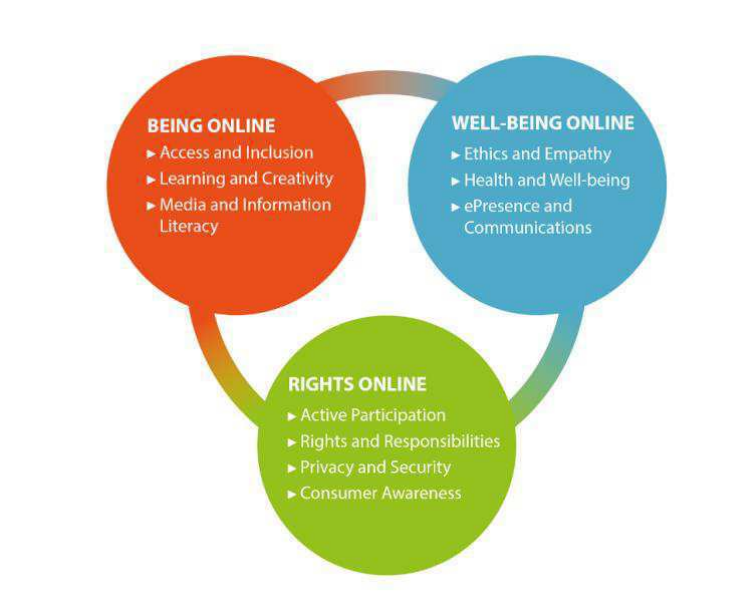 BEING ONLINE
▸ Access and Inclusion
▸ Learning and Creativity
▸ Media and Information
Literacy
WELL-BEING ONLINE
▸ Ethics and Empathy
▸ Health and Well-being
▸ ePresence and
Communications
RIGHTS ONLINE
▸ Active Participation
▸ Rights and Responsibilities
▸ Privacy and Security
▸ Consumer Awareness